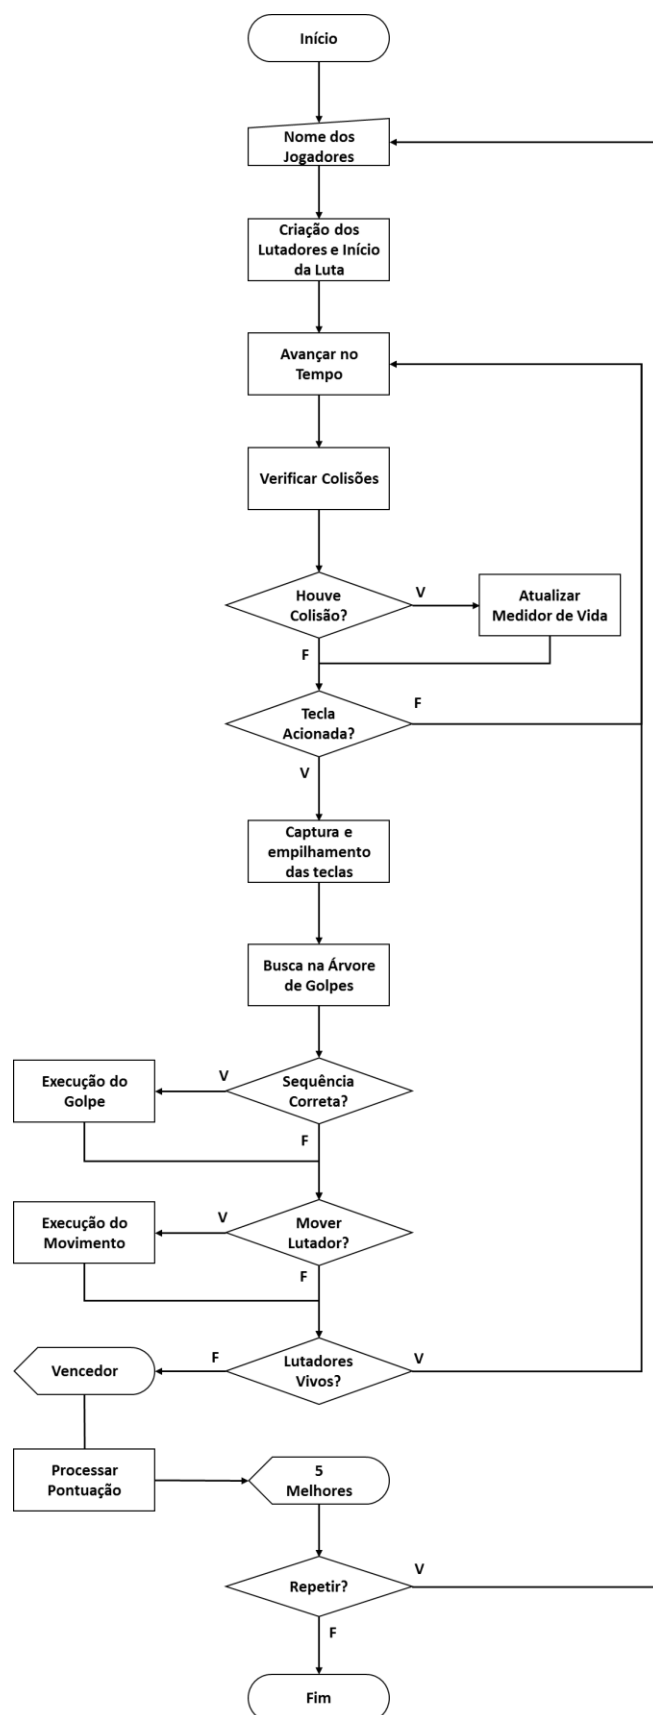 Início
Nome dos
Jogadores
Criação dos
Lutadores e Início
da Luta
Avançar no
Tempo
Verificar Colisões
Houve
Colisão?
V
Atualizar
Medidor de Vida
F
Tecla
Acionada?
F
V
Captura e
empilhamento
das teclas
Busca na Árvore
de Golpes
Execução do
Golpe
V
Sequência
Correta?
F
Execução do
Movimento
V
Mover
Lutador?
F
Vencedor
F
Lutadores
Vivos?
V
Processar
Pontuação
5
Melhores
Repetir?
V
F
Fim